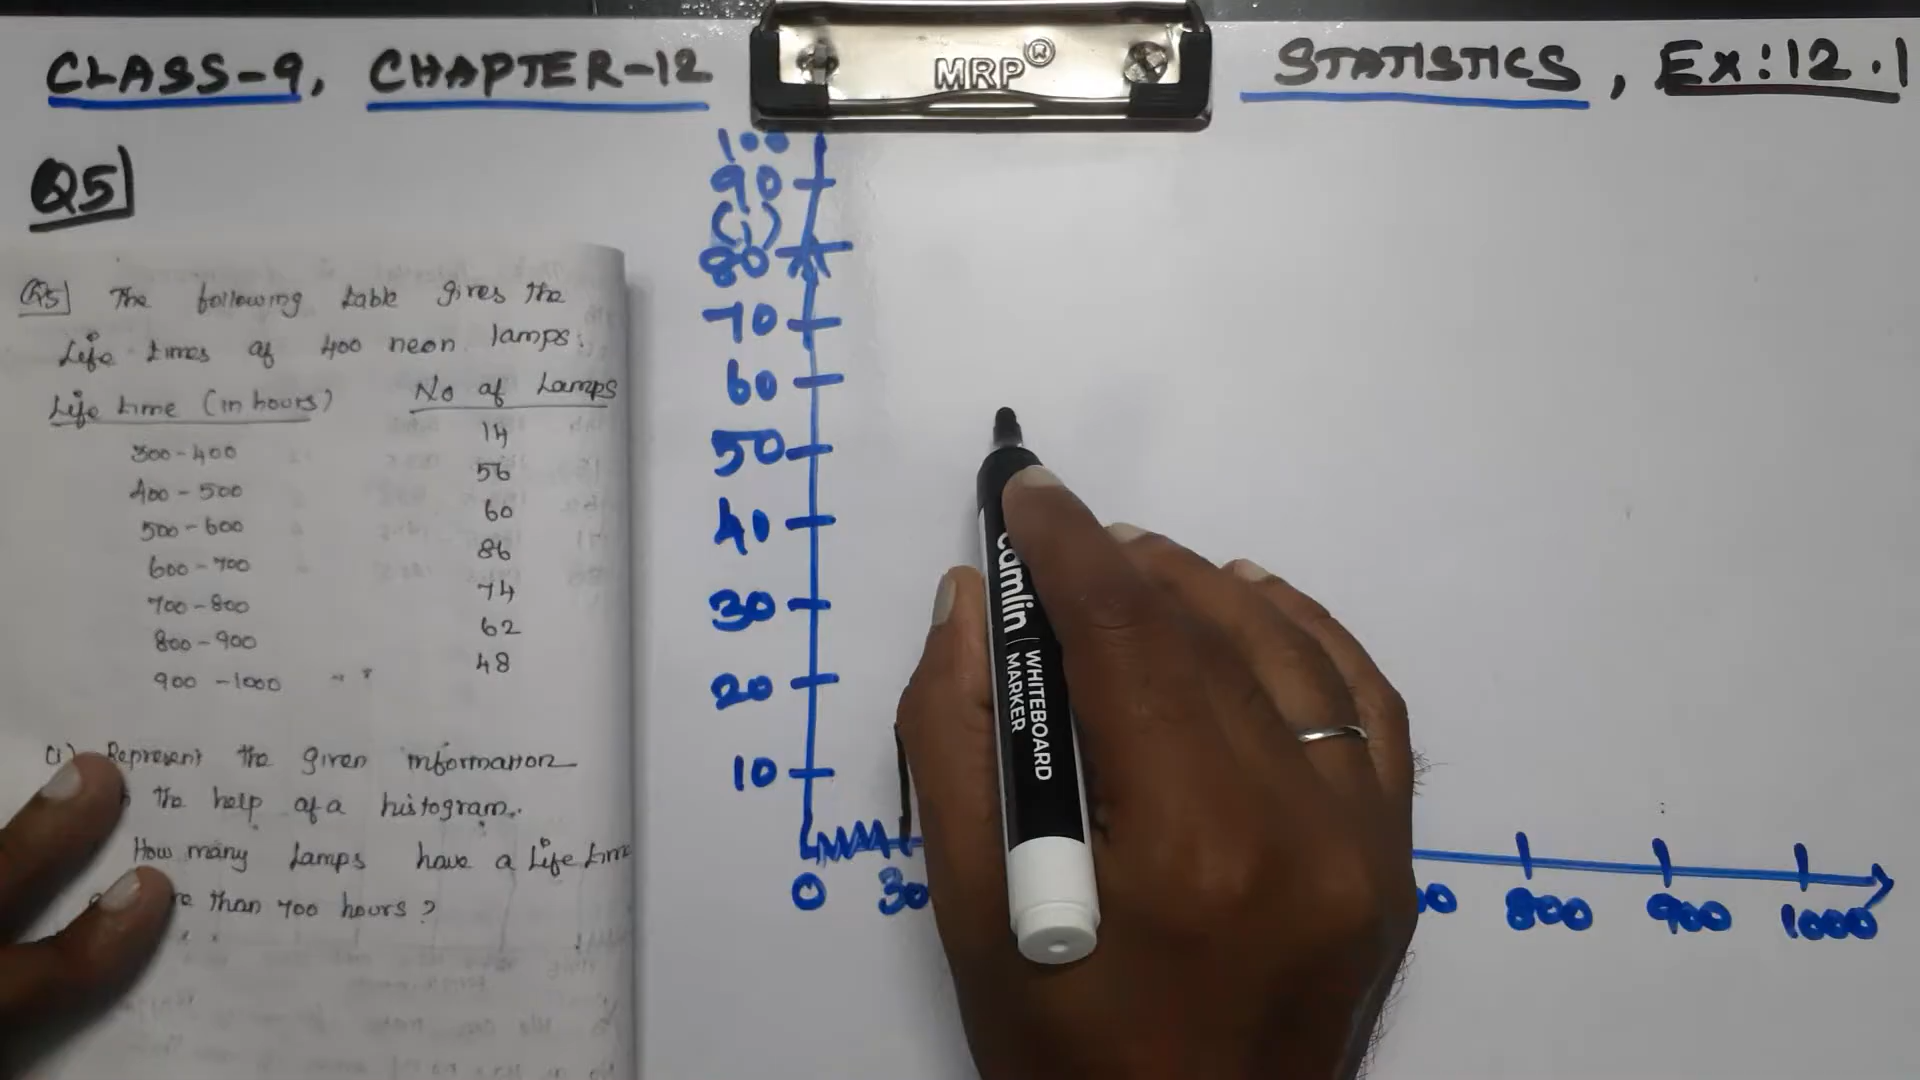 CLASS-9, CHAPTER-12
MRP®
STATISTICS, Ex:12.1
Q5
Q5 The following table gives the
Life times of 400 neon lamps:
Life time (in hours) No of Lamps
300-400 14
400-500 56
500-600 60
600-700 86
700-800 74
800-900 62
900-1000 48
(i) Represent the given information
the help of a histogram.
How many Lamps have a Life time
than 700 hours?
100
90
(1)
80
70
60
50
40
30
20
10
0 800 900 1000
camlin WHITEBOARD
MARKER